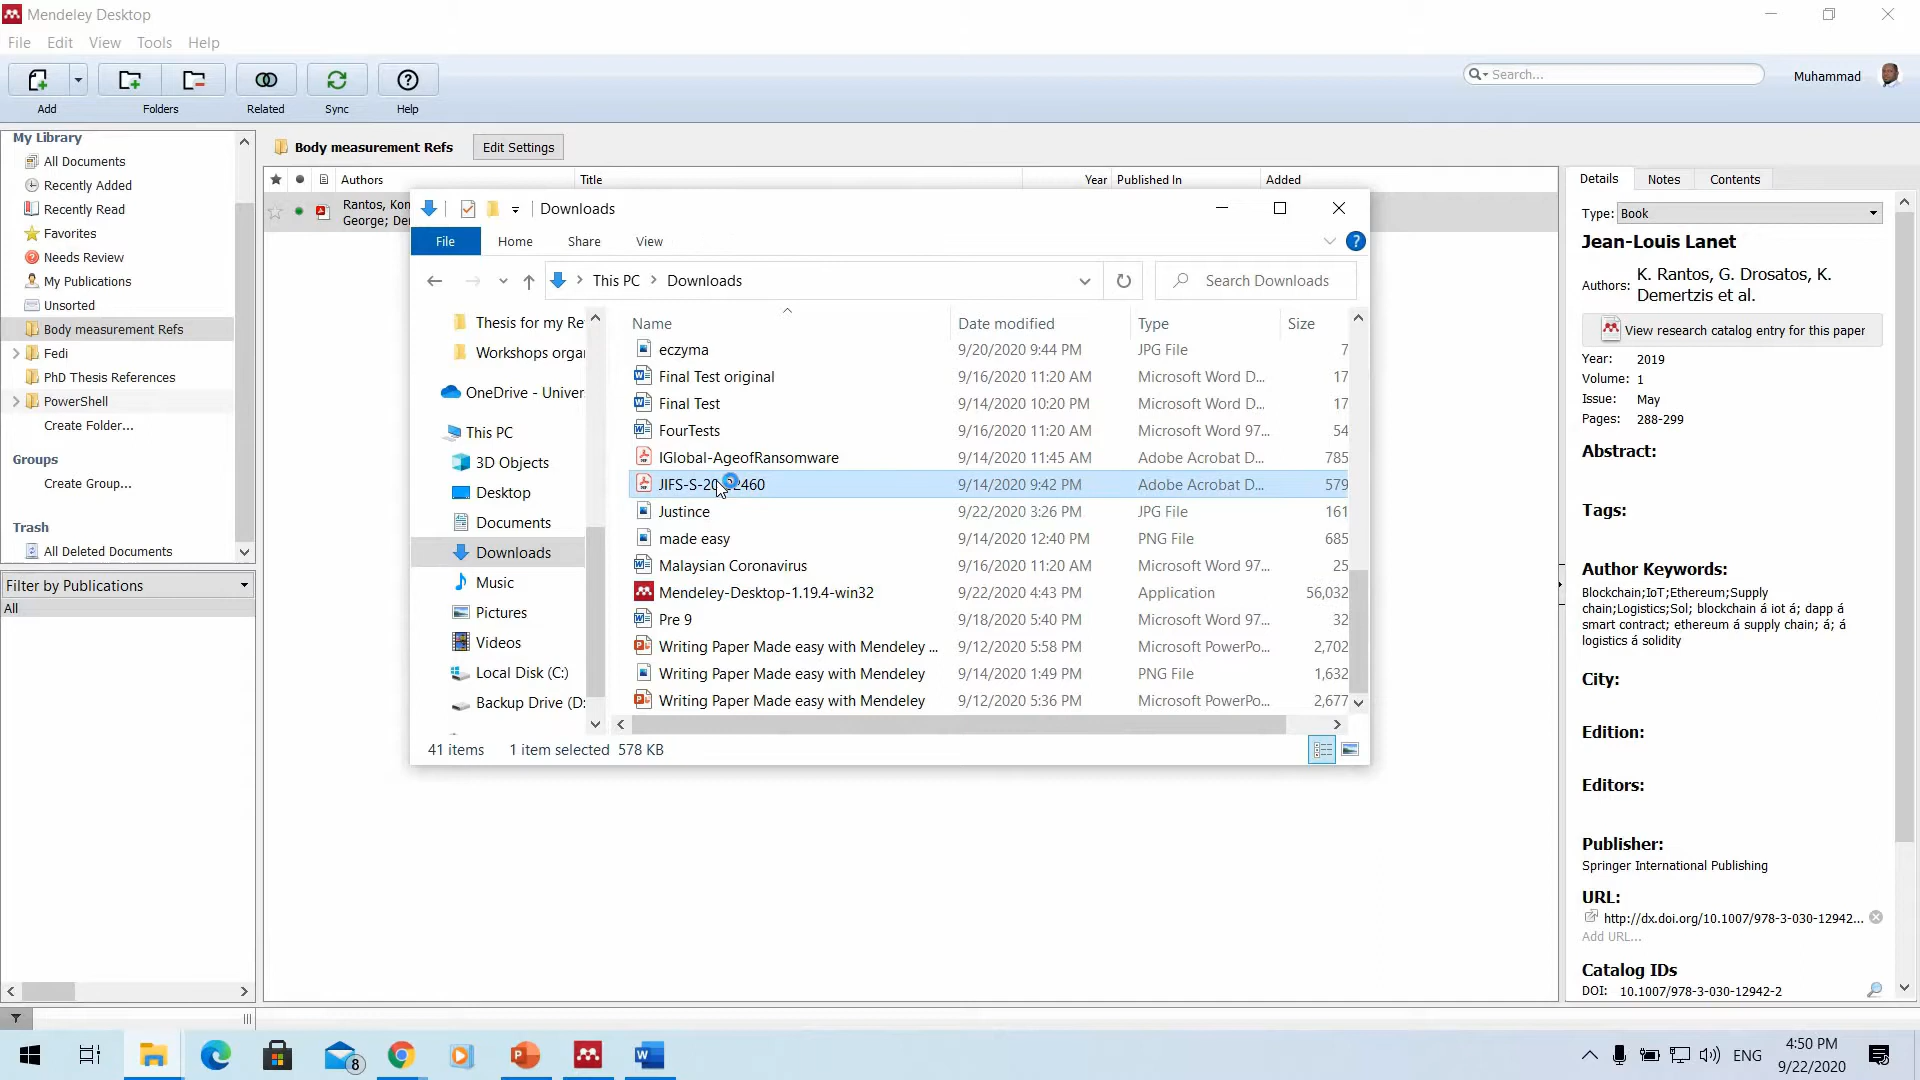 Mendeley Desktop
File Edit View Tools Help
Add Folders Related Sync Help
Search...
Muhammad
My Library
All Documents
Recently Added
Recently Read
Favorites
Needs Review
My Publications
Unsorted
Body measurement Refs
Fedi
PhD Thesis References
PowerShell
Create Folder...
Groups
Create Group...
Trash
All Deleted Documents
Filter by Publications
All
Body measurement Refs Edit Settings
Authors Title Year Published In Added
Rantos, Kon
George; Der
Downloads
File Home Share View
This PC Downloads
Search Downloads
Thesis for my Re
Workshops orgar
OneDrive - Univer
This PC
3D Objects
Desktop
Documents
Downloads
Music
Pictures
Videos
Local Disk (C:)
Backup Drive (D:
Name Date modified Type Size
eczyma 9/20/2020 9:44 PM JPG File 7
Final Test original 9/16/2020 11:20 AM Microsoft Word D... 17
Final Test 9/14/2020 10:20 PM Microsoft Word D... 17
FourTests 9/16/2020 11:20 AM Microsoft Word 97... 54
IGlobal-AgeofRansomware 9/14/2020 11:45 AM Adobe Acrobat D... 785
JIFS-S-20 460 9/14/2020 9:42 PM Adobe Acrobat D... 579
Justince 9/22/2020 3:26 PM JPG File 161
made easy 9/14/2020 12:40 PM PNG File 685
Malaysian Coronavirus 9/16/2020 11:20 AM Microsoft Word 97... 25
Mendeley-Desktop-1.19.4-win32 9/22/2020 4:43 PM Application 56,032
Pre 9 9/18/2020 5:40 PM Microsoft Word 97... 32
Writing Paper Made easy with Mendeley ... 9/12/2020 5:58 PM Microsoft PowerPo... 2,702
Writing Paper Made easy with Mendeley 9/14/2020 1:49 PM PNG File 1,632
Writing Paper Made easy with Mendeley 9/12/2020 5:36 PM Microsoft PowerPo... 2,677
41 items 1 item selected 578 KB
Details Notes Contents
Type: Book
Jean-Louis Lanet
Authors: K. Rantos, G. Drosatos, K.
Demertzis et al.
View research catalog entry for this paper
Year: 2019
Volume: 1
Issue: May
Pages: 288-299
Abstract:
Tags:
Author Keywords:
Blockchain;IoT;Ethereum;Supply
chain;Logistics;Sol; blockchain á iot á; dapp á
smart contract; ethereum á supply chain; á; á
logistics á solidity
City:
Edition:
Editors:
Publisher:
Springer International Publishing
URL:
http://dx.doi.org/10.1007/978-3-030-12942...
Add URL...
Catalog IDs
DOI: 10.1007/978-3-030-12942-2
8
ENG
4:50 PM
9/22/2020